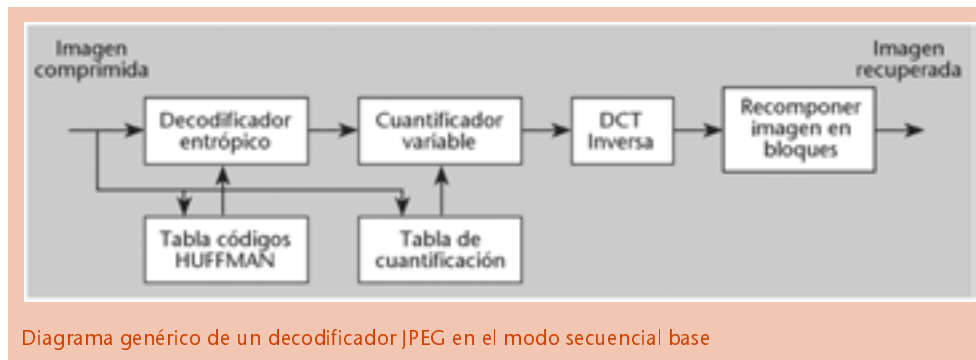 Imagen
comprimida
Imagen
recuperada
Decodificador
entrópico
Cuantificador
variable
DCT
Inversa
Recomponer
imagen en
bloques
Tabla códigos
HUFFMAN
Tabla de
cuantificación
Diagrama genérico de un decodificador JPEG en el modo secuencial base